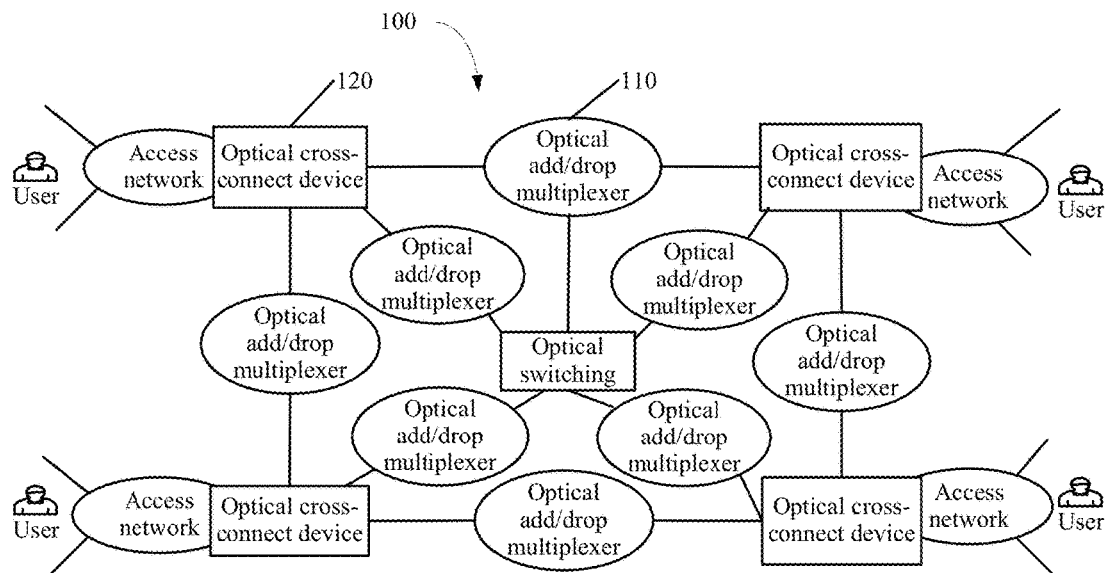 100
120
110
User
Access
network
Optical cross-
connect device
Optical
add/drop
multiplexer
Optical cross-
connect device
Access
network
User
Optical
add/drop
multiplexer
Optical
add/drop
multiplexer
Optical
add/drop
multiplexer
Optical
switching
Optical
add/drop
multiplexer
Optical
add/drop
multiplexer
Optical
add/drop
multiplexer
User
Access
network
Optical cross-
connect device
Optical
add/drop
multiplexer
Optical cross-
connect device
Access
network
User